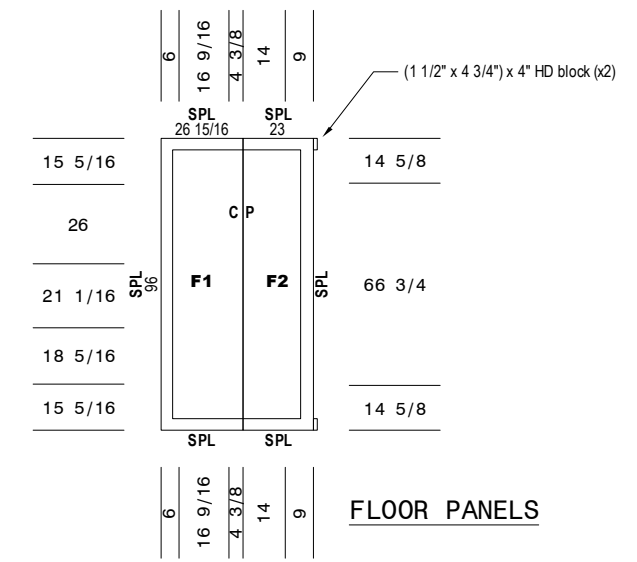 6
16 9/16
4 3/8
14
9
(1 1/2" x 4 3/4") x 4" HD block (x2)
SPL SPL
26 15/16 23
15 5/16
26
21 1/16
18 5/16
15 5/16
SPL
96
C P
F1 F2
SPL
14 5/8
66 3/4
14 5/8
SPL SPL
6
16 9/16
4 3/8
14
9
FLOOR PANELS